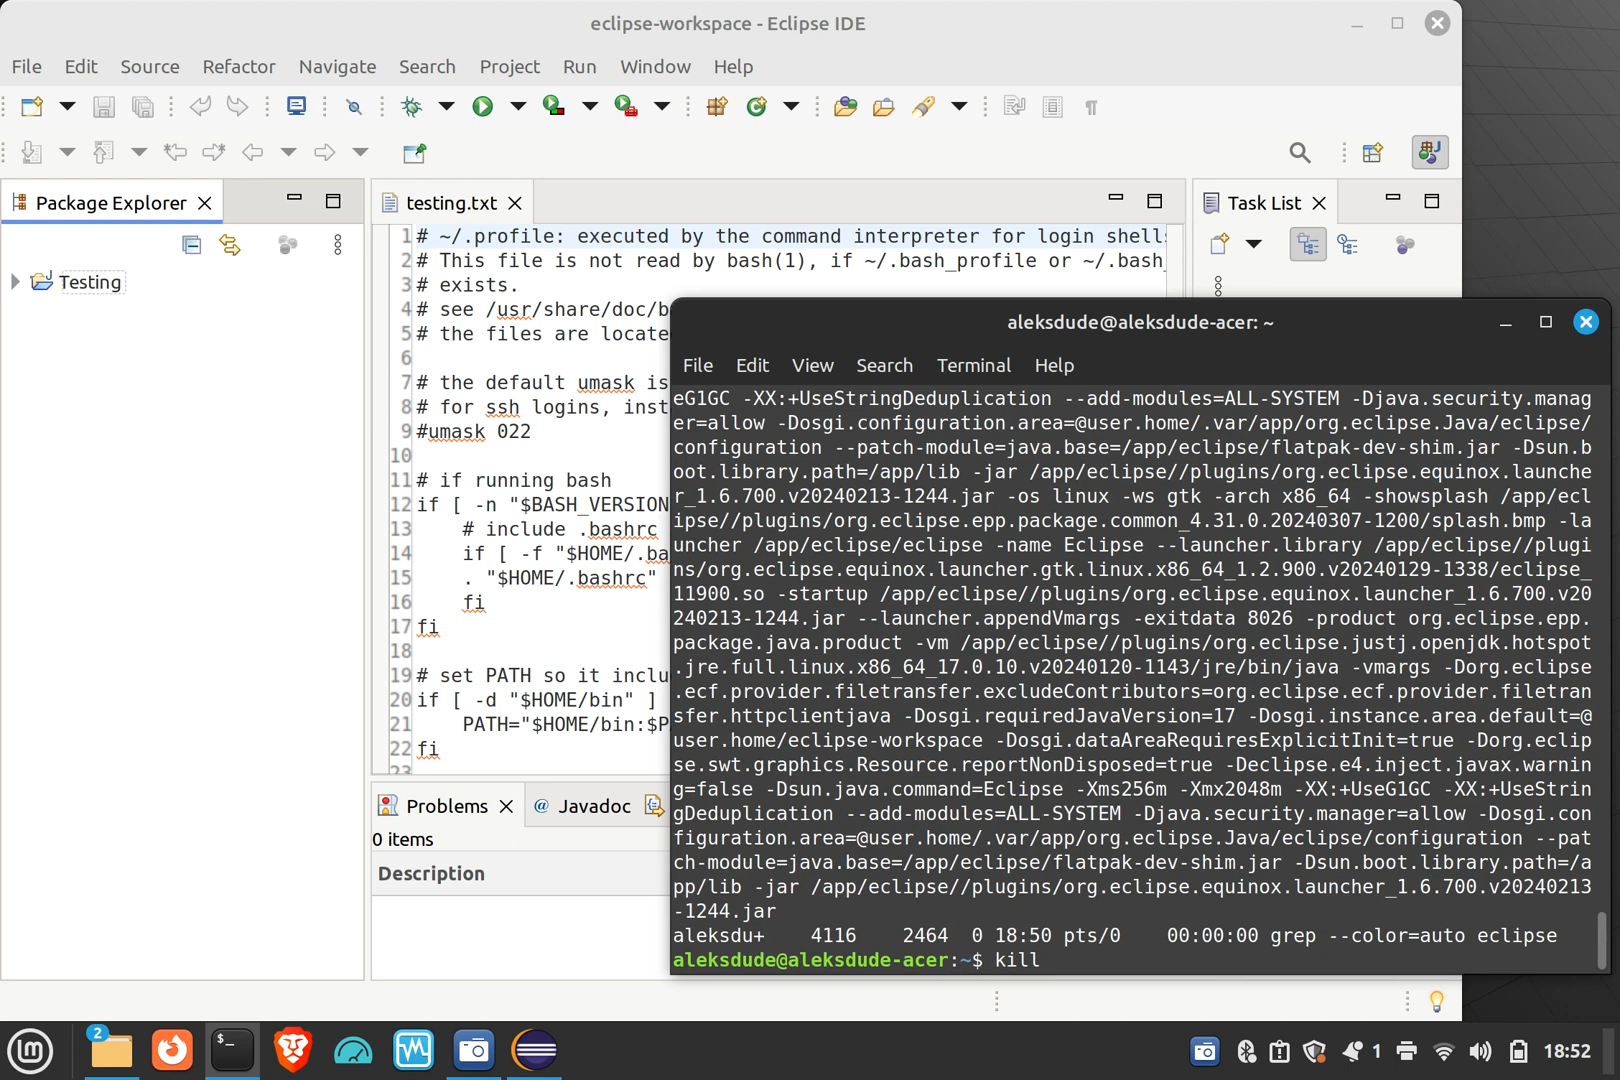 eclipse-workspace - Eclipse IDE
File Edit Source Refactor Navigate Search Project Run Window Help
Package Explorer
Testing
testing.txt
1 # ~/.profile: executed by the command interpreter for login shells
2 # This file is not read by bash(1), if ~/.bash_profile or ~/.bash_
3 # exists.
4 # see /usr/share/doc/b
5 # the files are locate
6
7 # the default umask is
8 # for ssh logins, inst
9 #umask 022
10
11 # if running bash
12 if [ -n "$BASH_VERSION
13 # include .bashrc
14 if [ -f "$HOME/.ba
15 . "$HOME/.bashrc"
16 fi
17 fi
18
19 # set PATH so it inclu
20 if [ -d "$HOME/bin" ]
21 PATH="$HOME/bin:$P
22 fi
23
Task List
Problems @ Javadoc
0 items
Description
aleksdude@aleksdude-acer: ~
File Edit View Search Terminal Help
eG1GC -XX:+UseStringDeduplication --add-modules=ALL-SYSTEM -Djava.security.manag
er=allow -Dosgi.configuration.area=@user.home/.var/app/org.eclipse.Java/eclipse/
configuration --patch-module=java.base=/app/eclipse/flatpak-dev-shim.jar -Dsun.b
oot.library.path=/app/lib -jar /app/eclipse//plugins/org.eclipse.equinox.launche
r_1.6.700.v20240213-1244.jar -os linux -ws gtk -arch x86_64 -showsplash /app/ecl
ipse//plugins/org.eclipse.epp.package.common_4.31.0.20240307-1200/splash.bmp -la
uncher /app/eclipse/eclipse -name Eclipse --launcher.library /app/eclipse//plugi
ns/org.eclipse.equinox.launcher.gtk.linux.x86_64_1.2.900.v20240129-1338/eclipse_
11900.so -startup /app/eclipse//plugins/org.eclipse.equinox.launcher_1.6.700.v20
240213-1244.jar --launcher.appendVmargs -exitdata 8026 -product org.eclipse.epp.
package.java.product -vm /app/eclipse//plugins/org.eclipse.justj.openjdk.hotspot
.jre.full.linux.x86_64_17.0.10.v20240120-1143/jre/bin/java -vmargs -Dorg.eclipse
.ecf.provider.filetransfer.excludeContributors=org.eclipse.ecf.provider.filetran
sfer.httpclientjava -Dosgi.requiredJavaVersion=17 -Dosgi.instance.area.default=@
user.home/eclipse-workspace -Dosgi.dataAreaRequiresExplicitInit=true -Dorg.eclip
se.swt.graphics.Resource.reportNonDisposed=true -Declipse.e4.inject.javax.warnin
g=false -Dsun.java.command=Eclipse -Xms256m -Xmx2048m -XX:+UseG1GC -XX:+UseStrin
gDeduplication --add-modules=ALL-SYSTEM -Djava.security.manager=allow -Dosgi.con
figuration.area=@user.home/.var/app/org.eclipse.Java/eclipse/configuration --pat
ch-module=java.base=/app/eclipse/flatpak-dev-shim.jar -Dsun.boot.library.path=/a
pp/lib -jar /app/eclipse//plugins/org.eclipse.equinox.launcher_1.6.700.v20240213
-1244.jar
aleksdu+ 4116 2464 0 18:50 pts/0 00:00:00 grep --color=auto eclipse
aleksdude@aleksdude-acer:~$ kill
2
$_
1
18:52